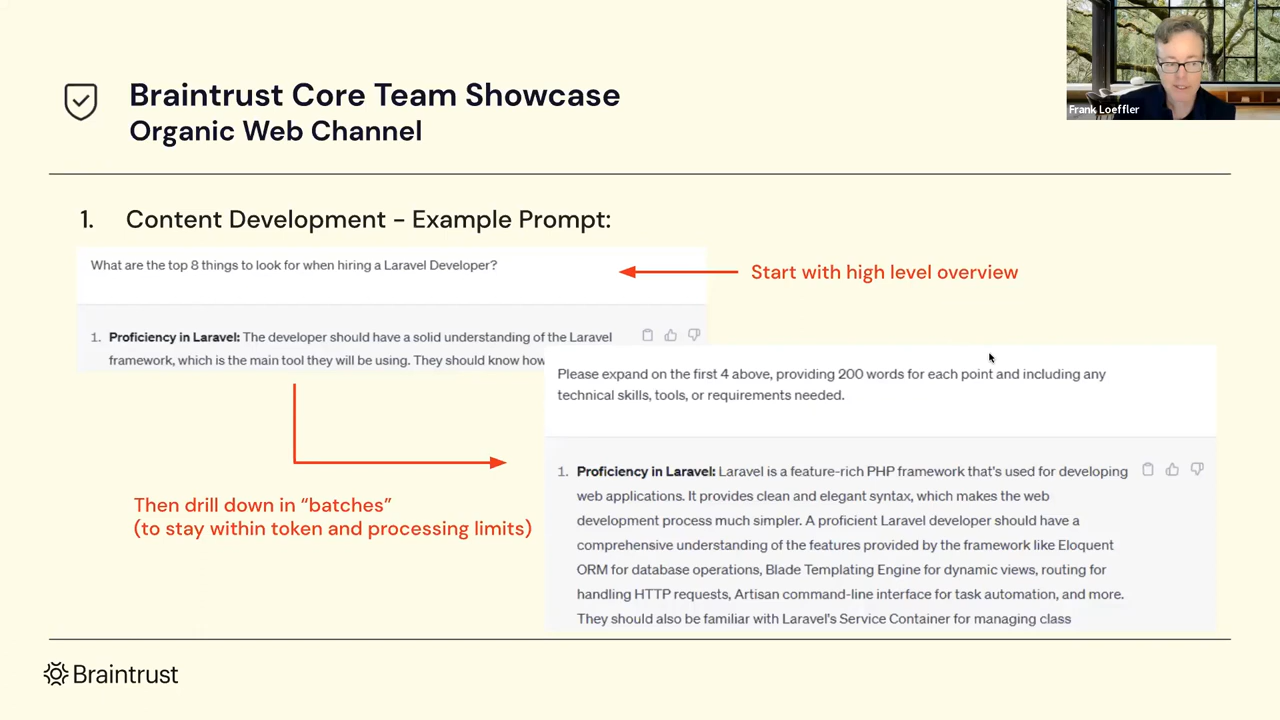 Frank Loeffler
Braintrust Core Team Showcase
Organic Web Channel
1. Content Development - Example Prompt:
What are the top 8 things to look for when hiring a Laravel Developer?
Start with high level overview
1. Proficiency in Laravel: The developer should have a solid understanding of the Laravel
framework, which is the main tool they will be using. They should know how
Please expand on the first 4 above, providing 200 words for each point and including any
technical skills, tools, or requirements needed.
Then drill down in “batches”
(to stay within token and processing limits)
1. Proficiency in Laravel: Laravel is a feature-rich PHP framework that's used for developing
web applications. It provides clean and elegant syntax, which makes the web
development process much simpler. A proficient Laravel developer should have a
comprehensive understanding of the features provided by the framework like Eloquent
ORM for database operations, Blade Templating Engine for dynamic views, routing for
handling HTTP requests, Artisan command-line interface for task automation, and more.
They should also be familiar with Laravel's Service Container for managing class
Braintrust